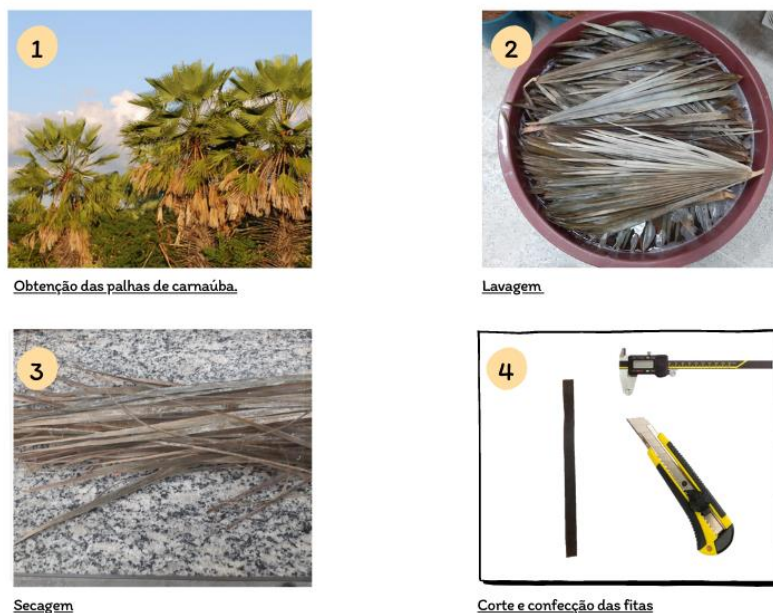 1
2
Obtenção das palhas de carnaúba.
Lavagem
3
4
Secagem
Corte e confecção das fitas